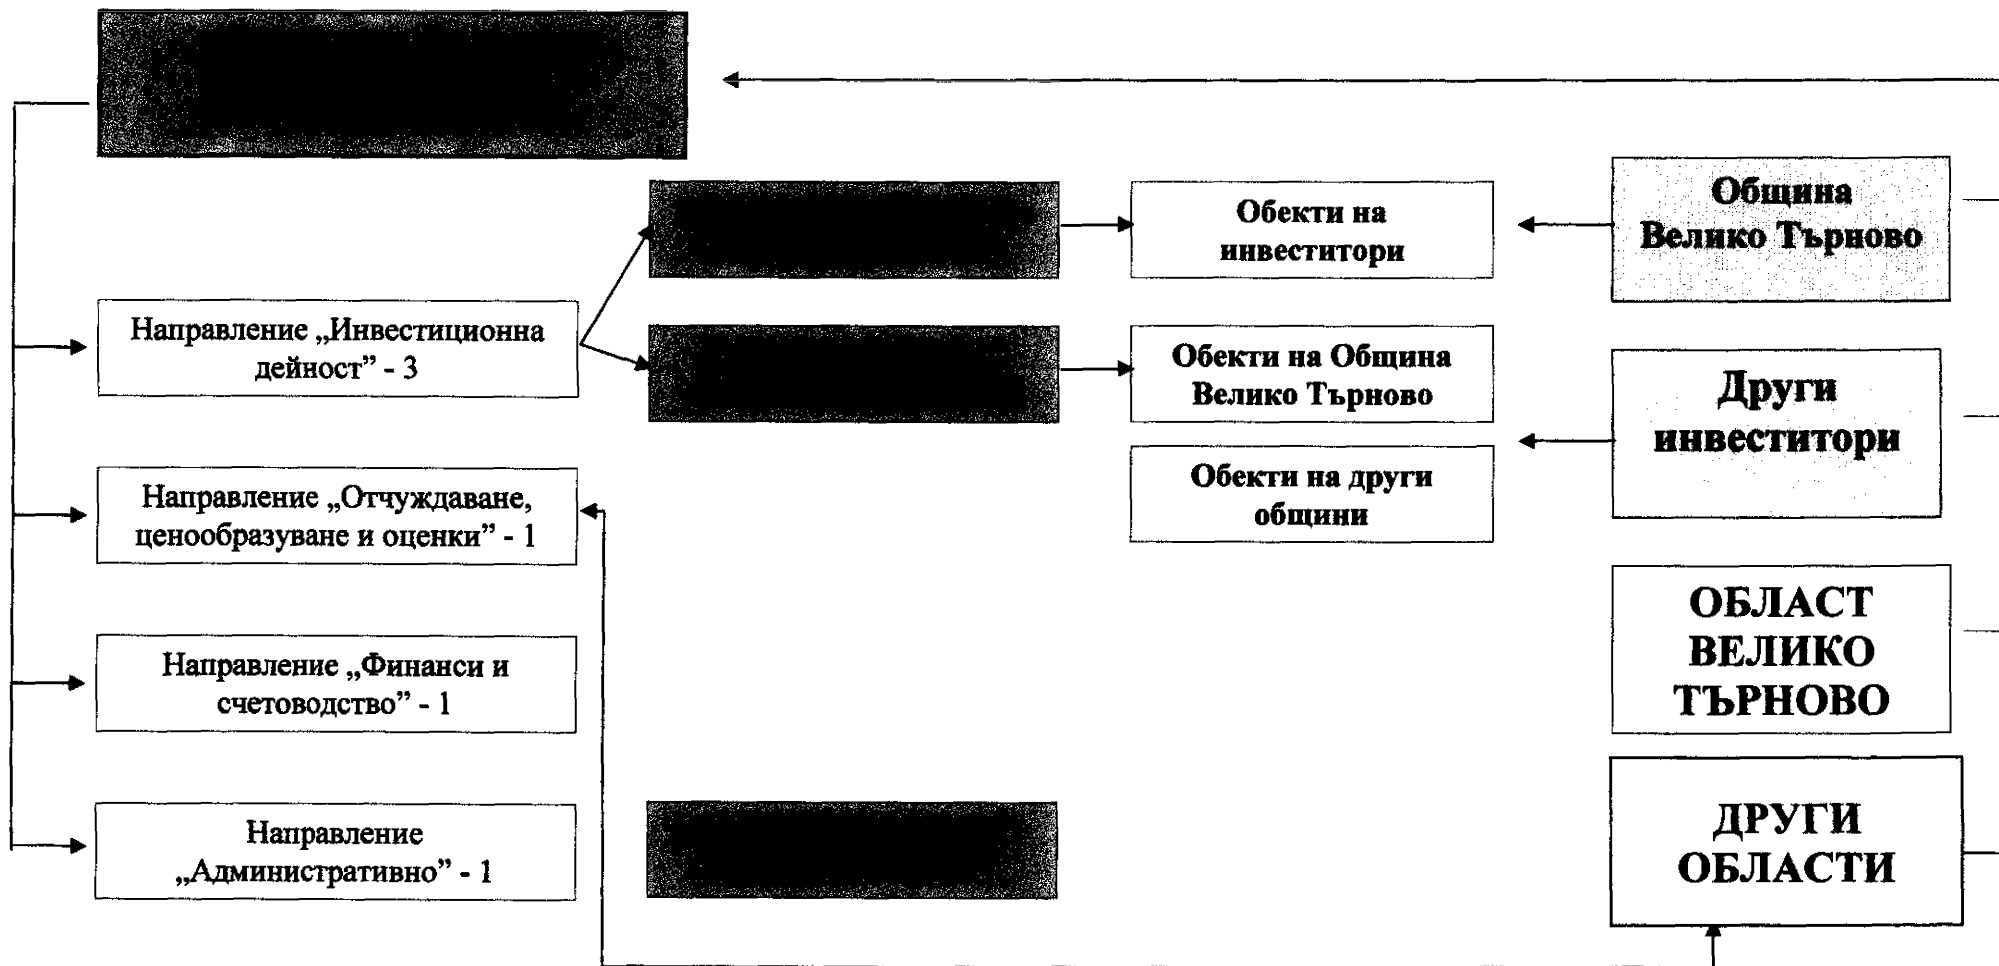 Обекти на
инвеститори
Община
Велико Търново
Направление „Инвестиционна
дейност” - 3
Обекти на Община
Велико Търново
Други
инвеститори
Обекти на други
общини
Направление „Отчуждаване,
ценообразуване и оценки” - 1
ОБЛАСТ
ВЕЛИКО
ТЪРНОВО
Направление „Финанси и
счетоводство” - 1
Направление
„Административно” - 1
ДРУГИ
ОБЛАСТИ